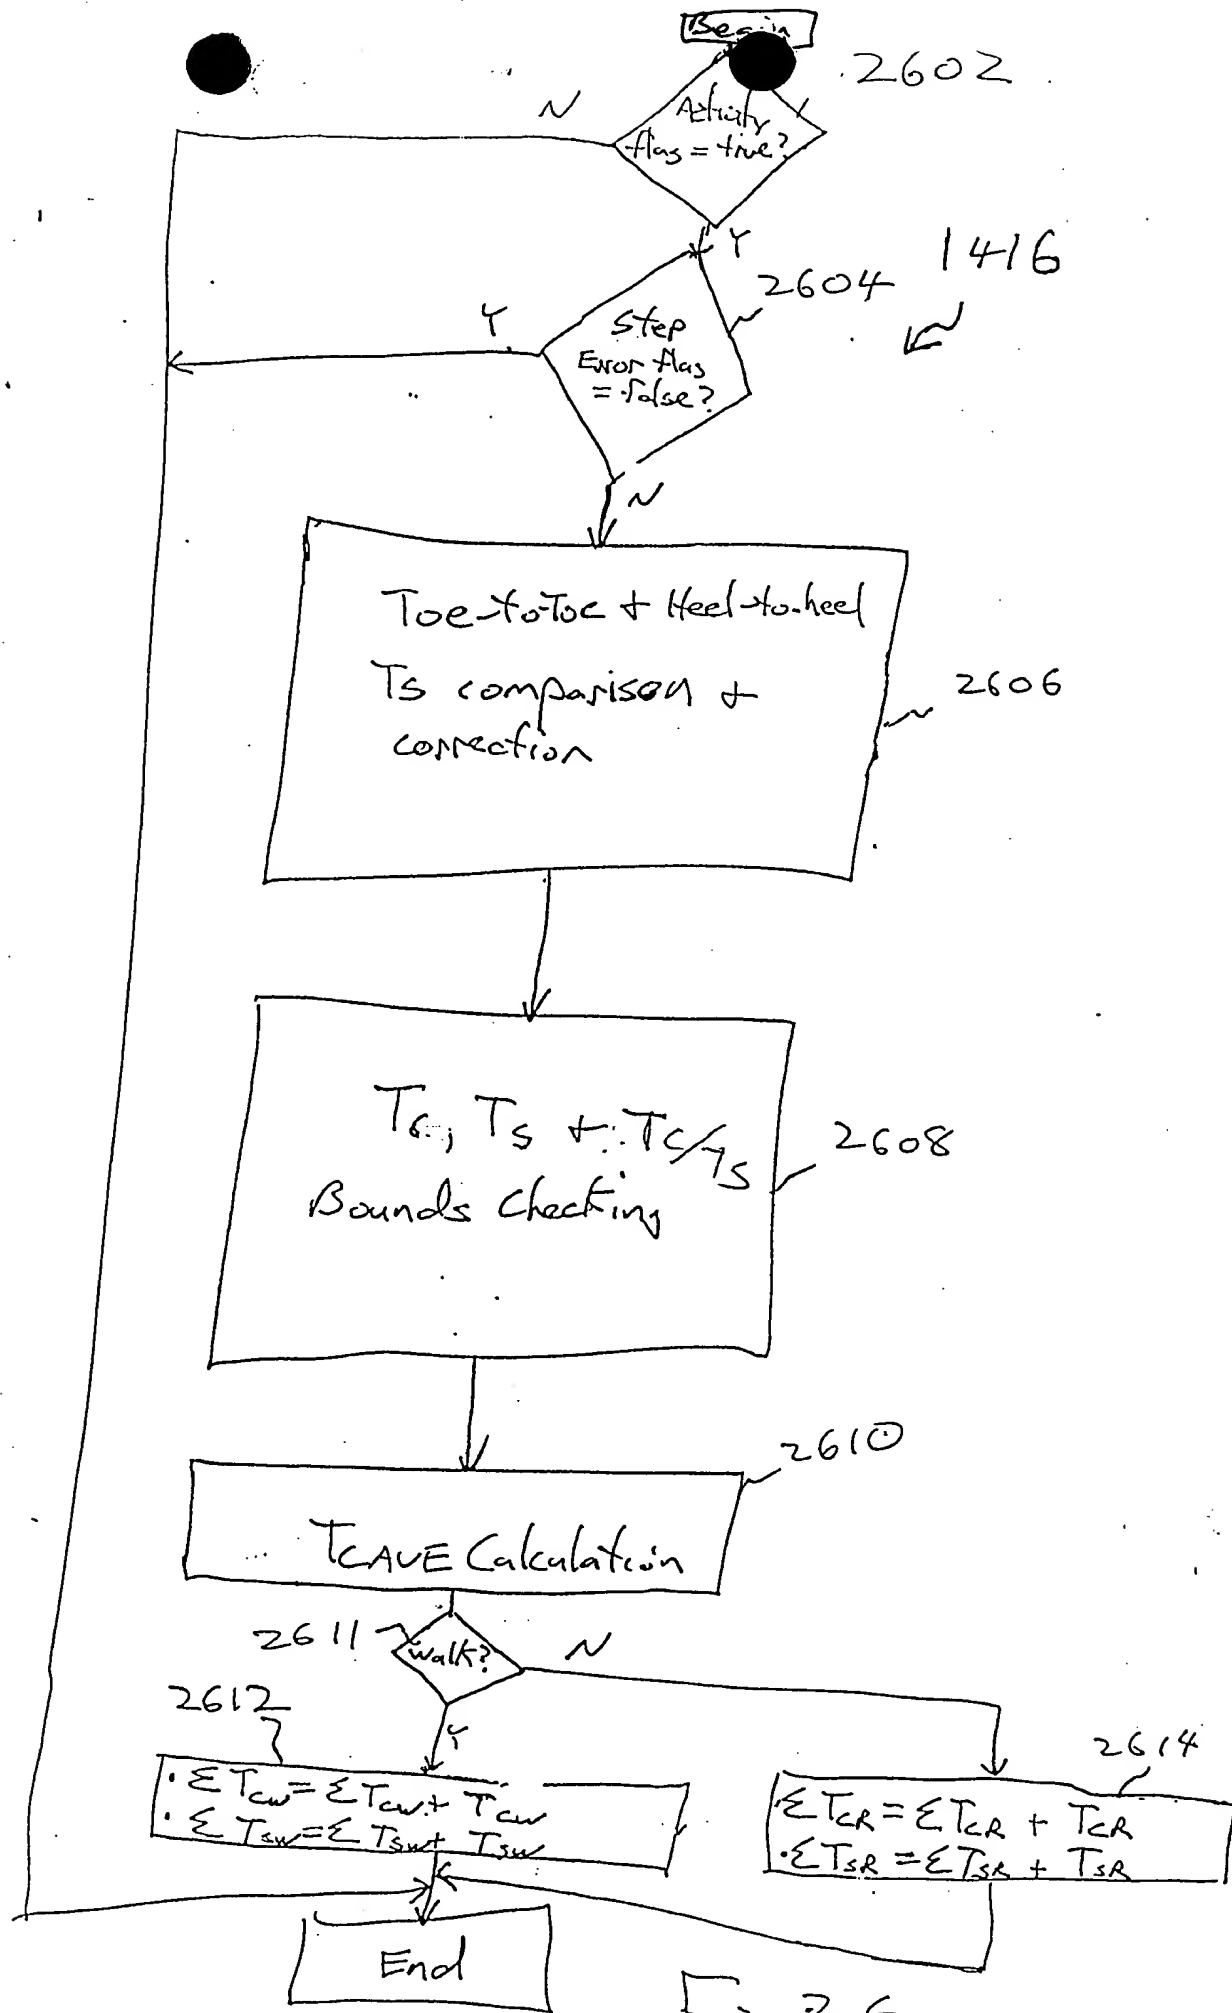 Begin
2602
N
Activity
flag = true?
Y
1416
2604
Y
Step
Error flag
= false?
N
Toe-to-Toe + Heel-to-heel
Ts comparison +
correction
2606
Tc, Ts + Tc/Ts
Bounds Checking
2608
2610
TCAVE Calculation
2611
walk?
N
2612
Y
2614
· ΣTcw = ΣTcw + Tcw
· ΣTsw = ΣTsw + Tsw
· ΣTCR = ΣTCR + TCR
· ΣTSR = ΣTSR + TSR
End